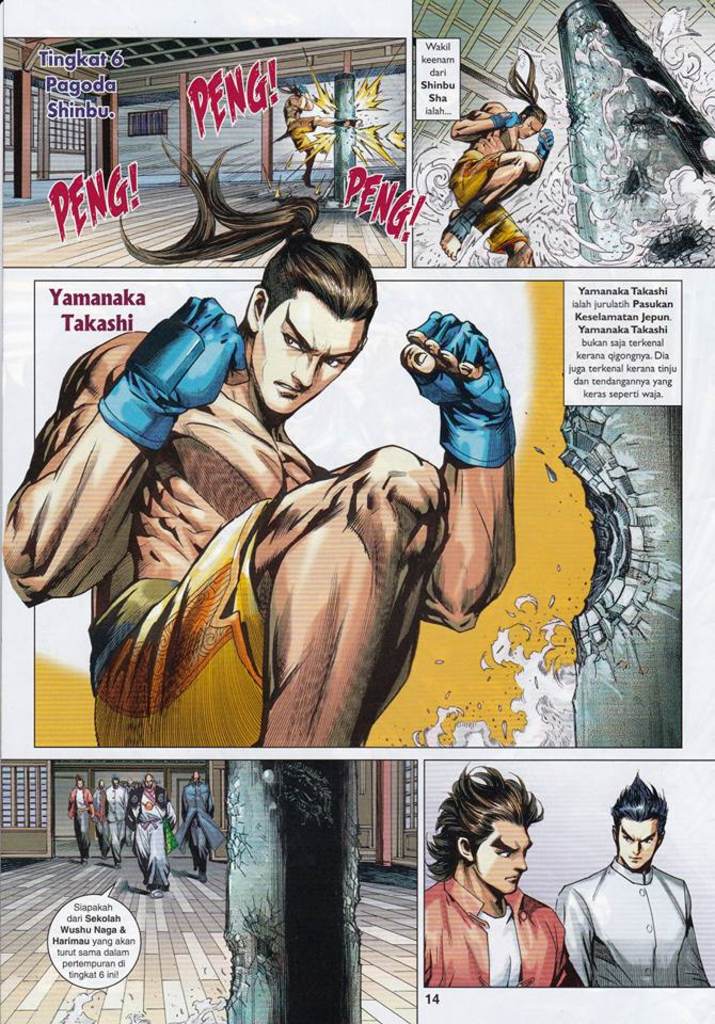 Tingkat 6
Pagoda
Shinbu.
PENG!
PENG!
PENG!
Wakil
keenam
dari
Shinbu
Sha
ialah...
Yamanaka
Takashi
Yamanaka Takashi
ialah jurulatih Pasukan
Keselamatan Jepun.
Yamanaka Takashi
bukan saja terkenal
kerana qigongnya. Dia
juga terkenal kerana tinju
dan tendangannya yang
keras seperti waja.
Siapakah
dari Sekolah
Wushu Naga &
Harimau yang akan
turut sama dalam
pertempuran di
tingkat 6 ini!
14